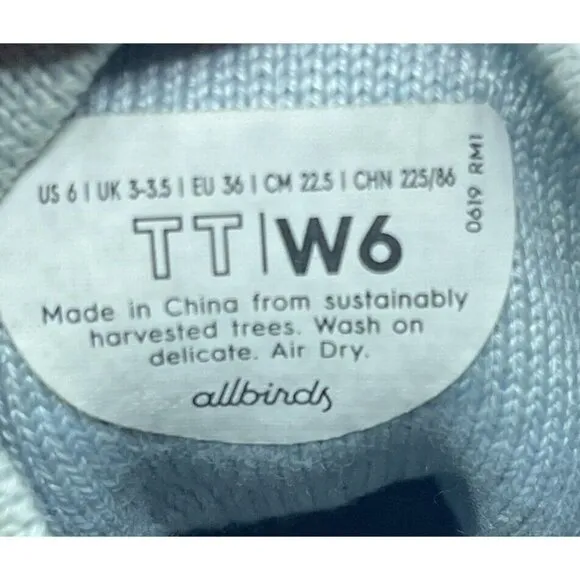 US 6 | UK 3-3.5 | EU 36 | CM 22.5 | CHN 225/86
TT|W6
Made in China from sustainably
harvested trees. Wash on
delicate. Air Dry.
allbirds
0619 RM1